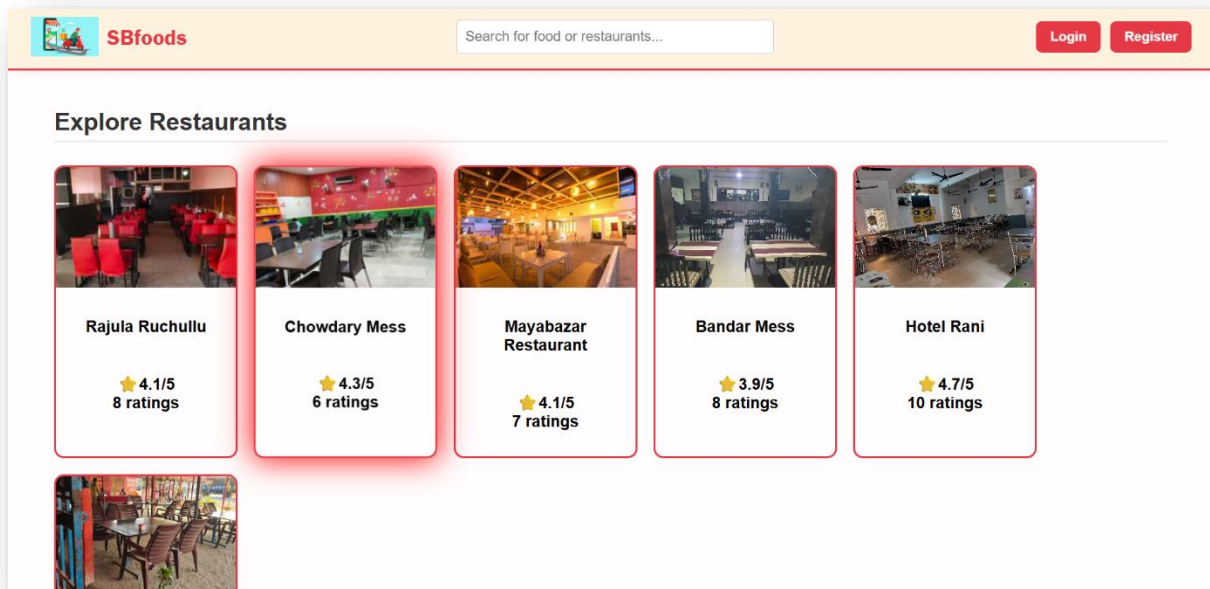 SBfoods
Search for food or restaurants...
Login
Register
Explore Restaurants
Rajula Ruchullu
4.1/5
8 ratings
Chowdary Mess
4.3/5
6 ratings
Mayabazar
Restaurant
4.1/5
7 ratings
Bandar Mess
3.9/5
8 ratings
Hotel Rani
4.7/5
10 ratings